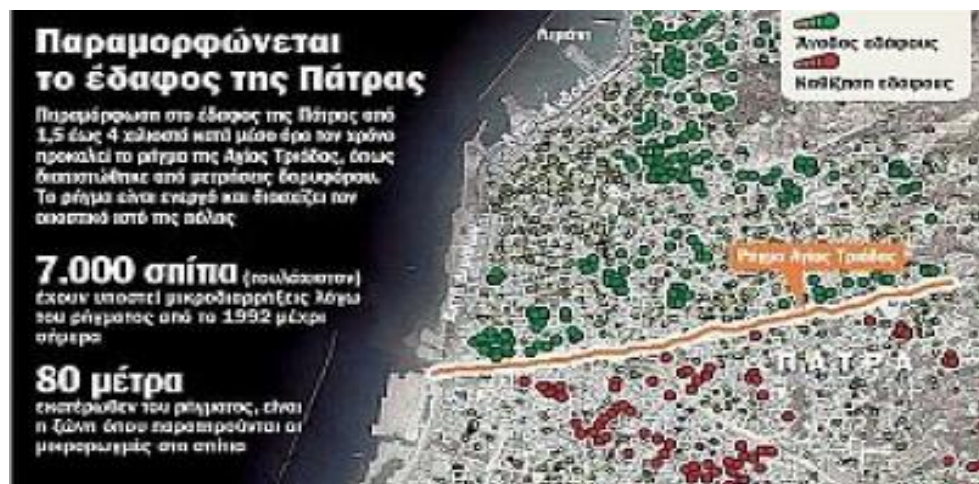 Παραμορφώνεται
το έδαφος της Πάτρας
Παραμόρφωση στο έδαφος της Πάτρας από
1,5 έως 4 χιλιοστά κατά μέσο όρο τον χρόνο
προκαλεί το ρήγμα της Αγίας Τριάδας, όπως
διαπιστώθηκε από μετρήσεις δορυφόρου.
Το ρήγμα είναι ενεργό και διασχίζει τον
οικιστικό ιστό της πόλης
7.000 σπίτια (τουλάχιστον)
έχουν υποστεί μικροδιαρρήξεις λόγω
του ρήγματος από το 1992 μέχρι
σήμερα
80 μέτρα
εκατέρωθεν του ρήγματος, είναι
η ζώνη όπου παρατηρούνται οι
μικρορωγμές στα σπίτια
Λιμάνι
Άνοδος εδάφους
Καθίζηση εδάφους
Ρήγμα Αγίας Τριάδας
ΠΑΤΡΑ